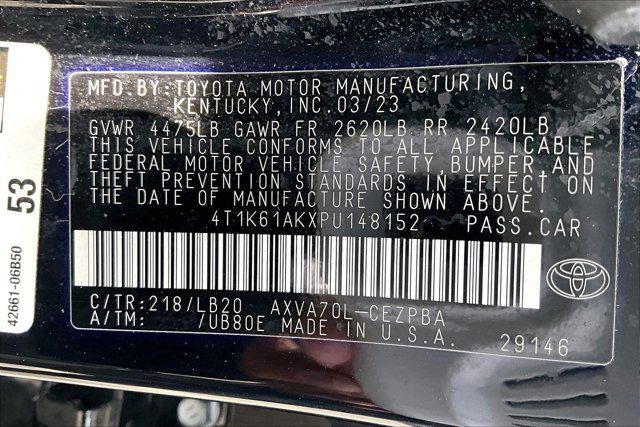 MFD.BY:TOYOTA MOTOR MANUFACTURING,
KENTUCKY,INC.03/23
GVWR 4475LB GAWR FR 2620LB RR 2420LB
THIS VEHICLE CONFORMS TO ALL APPLICABLE
FEDERAL MOTOR VEHICLE SAFETY,BUMPER,AND
THEFT PREVENTION STANDARDS IN EFFECT ON
THE DATE OF MANUFACTURE SHOWN ABOVE.
4T1K61AKXPU148152 PASS.CAR
C/TR:218/LB20 AXVA70L-CEZPBA
A/TM: /UB80E MADE IN U.S.A.
29146
53
42661-06B50